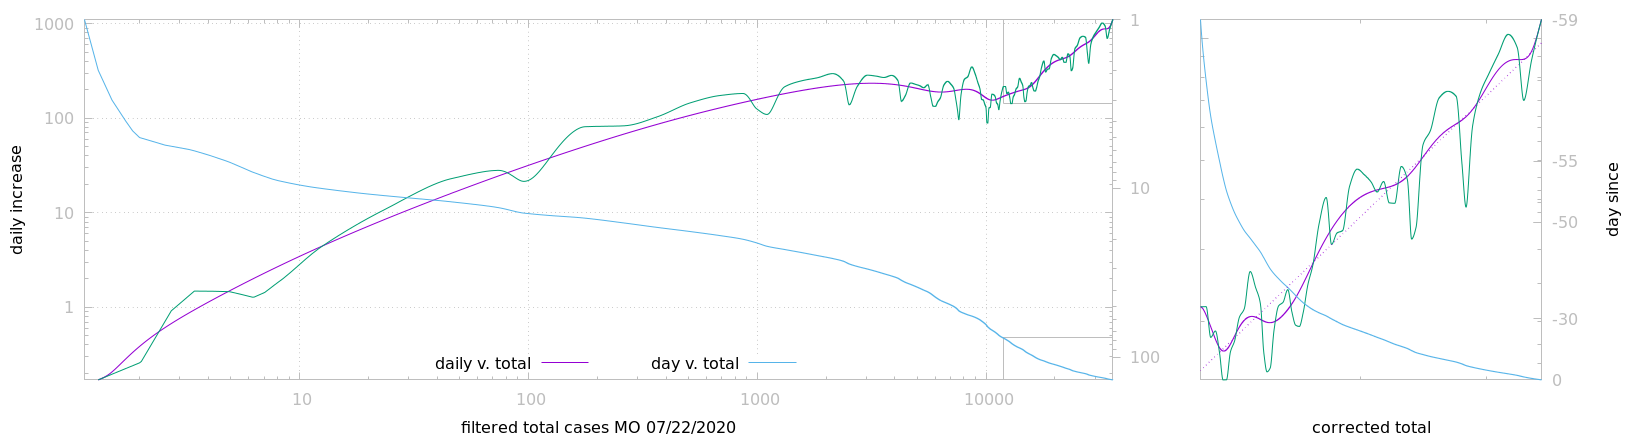 1000
100
10
1
daily increase
10
100
1000
10000
filtered total cases MO 07/22/2020
daily v. total
day v. total
1
10
100
-59
-55
-50
-30
0
day since
corrected total